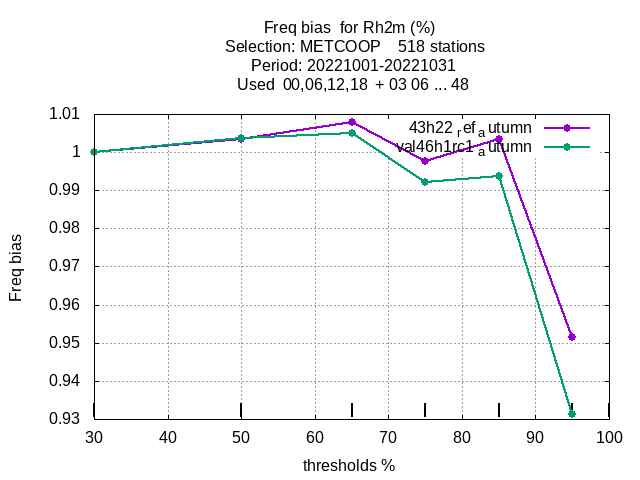 Freq bias  for Rh2m (%)
Selection: METCOOP    518 stations
Period: 20221001-20221031
Used  00,06,12,18  + 03 06 ... 48
43h22_ref_autumn
val46h1rc1_autumn
1.01
1
0.99
0.98
0.97
0.96
0.95
0.94
0.93
Freq bias
30 40 50 60 70 80 90 100
thresholds %